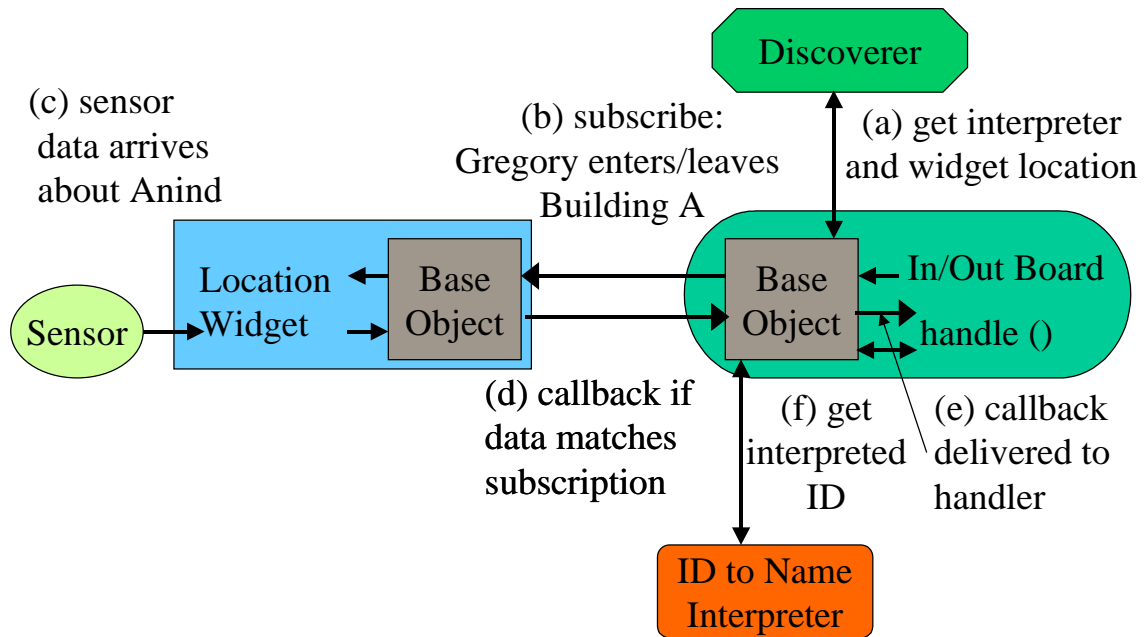 Discoverer
(c) sensor
data arrives
about Anind
(b) subscribe:
Gregory enters/leaves
Building A
(a) get interpreter
and widget location
Sensor
Location
Widget
Base
Object
Base
Object
In/Out Board
handle ()
(d) callback if
data matches
subscription
(f) get
interpreted
ID
(e) callback
delivered to
handler
ID to Name
Interpreter